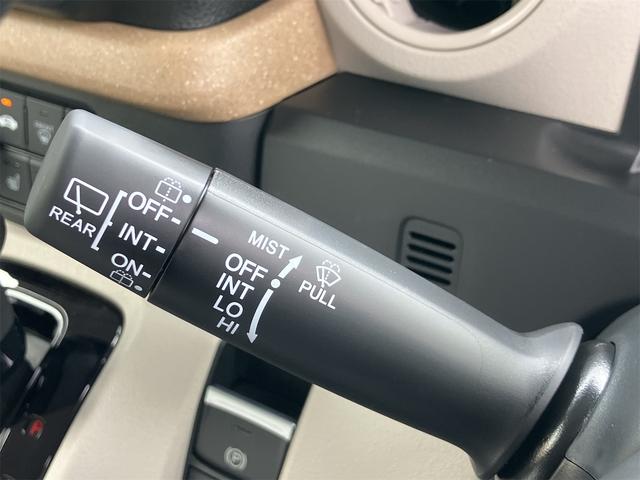 REAR
OFF
INT
ON
MIST
OFF
INT
LO
HI
PULL
P